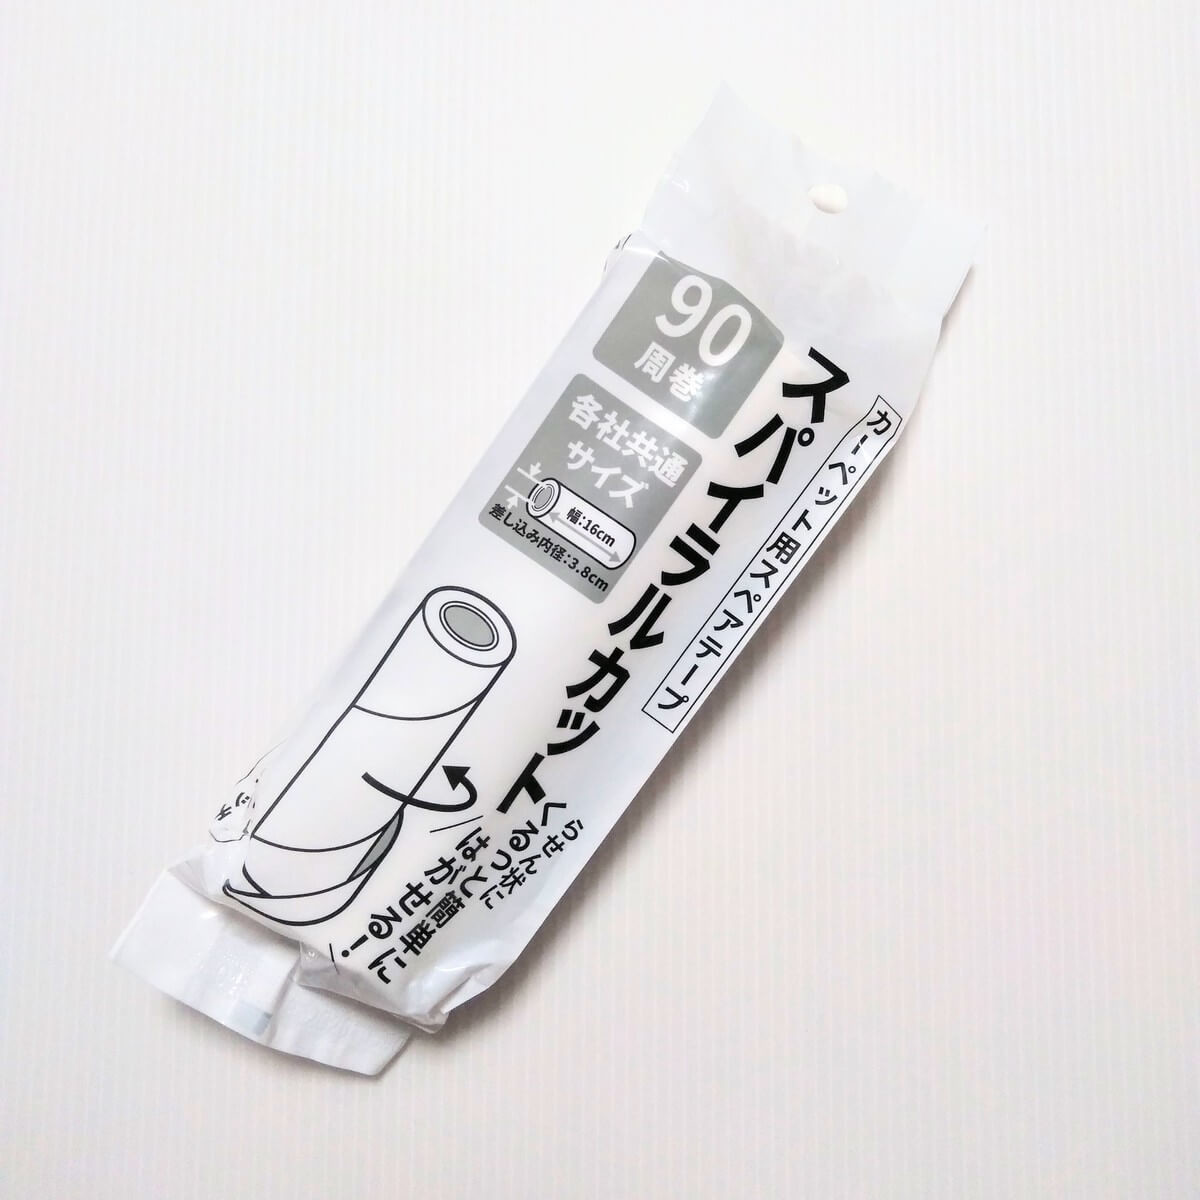 カーペット用スペアテープ
スパイラルカット
90
周巻
各社共通
サイズ
幅:16cm
差し込み内径:3.8cm
らせん状に
くるっと簡単に
はがせる!